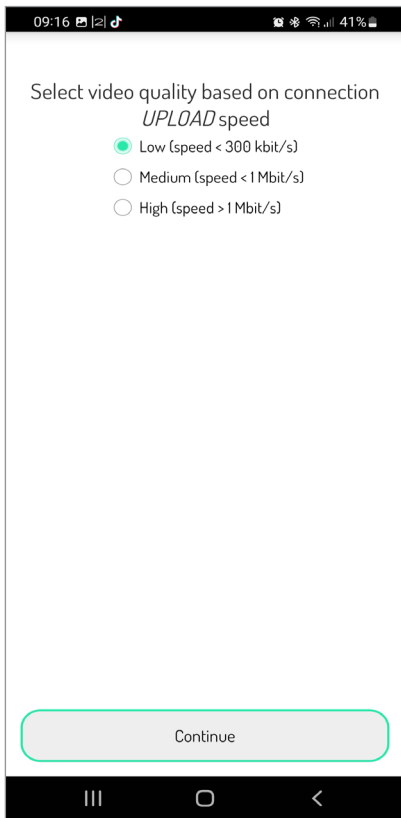 09:16 41%
Select video quality based on connection
UPLOAD speed
Low (speed < 300 kbit/s)
Medium (speed < 1 Mbit/s)
High (speed > 1 Mbit/s)
Continue